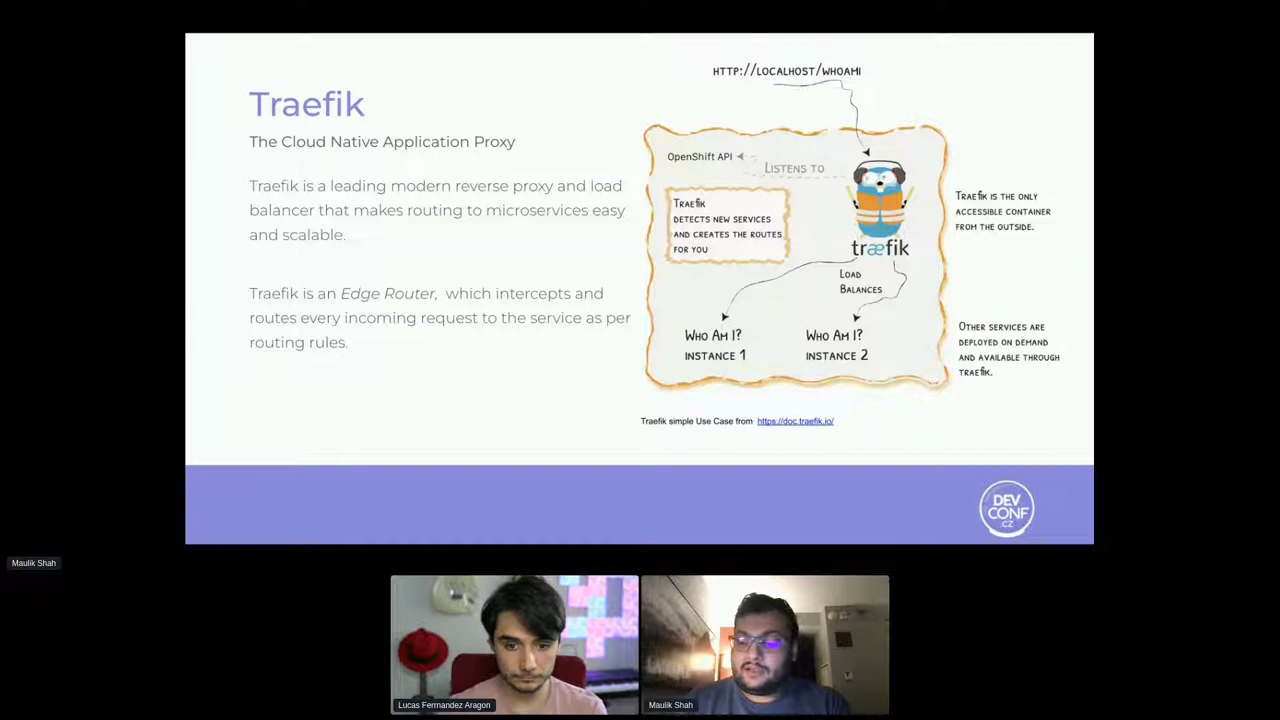 Traefik
The Cloud Native Application Proxy
Traefik is a leading modern reverse proxy and load
balancer that makes routing to microservices easy
and scalable.
Traefik is an Edge Router, which intercepts and
routes every incoming request to the service as per
routing rules.
HTTP://LOCALHOST/WHOAMI
OpenShift API
LISTENS TO
TRAEFIK
DETECTS NEW SERVICES
AND CREATES THE ROUTES
FOR YOU
træfik
LOAD
BALANCES
WHO AM I?
INSTANCE 1
WHO AM I?
INSTANCE 2
TRAEFIK IS THE ONLY
ACCESSIBLE CONTAINER
FROM THE OUTSIDE.
OTHER SERVICES ARE
DEPLOYED ON DEMAND
AND AVAILABLE THROUGH
TRAEFIK.
Traefik simple Use Case from https://doc.traefik.io/
DEV
CONF
.CZ
Maulik Shah
Lucas Fernandez Aragon
Maulik Shah